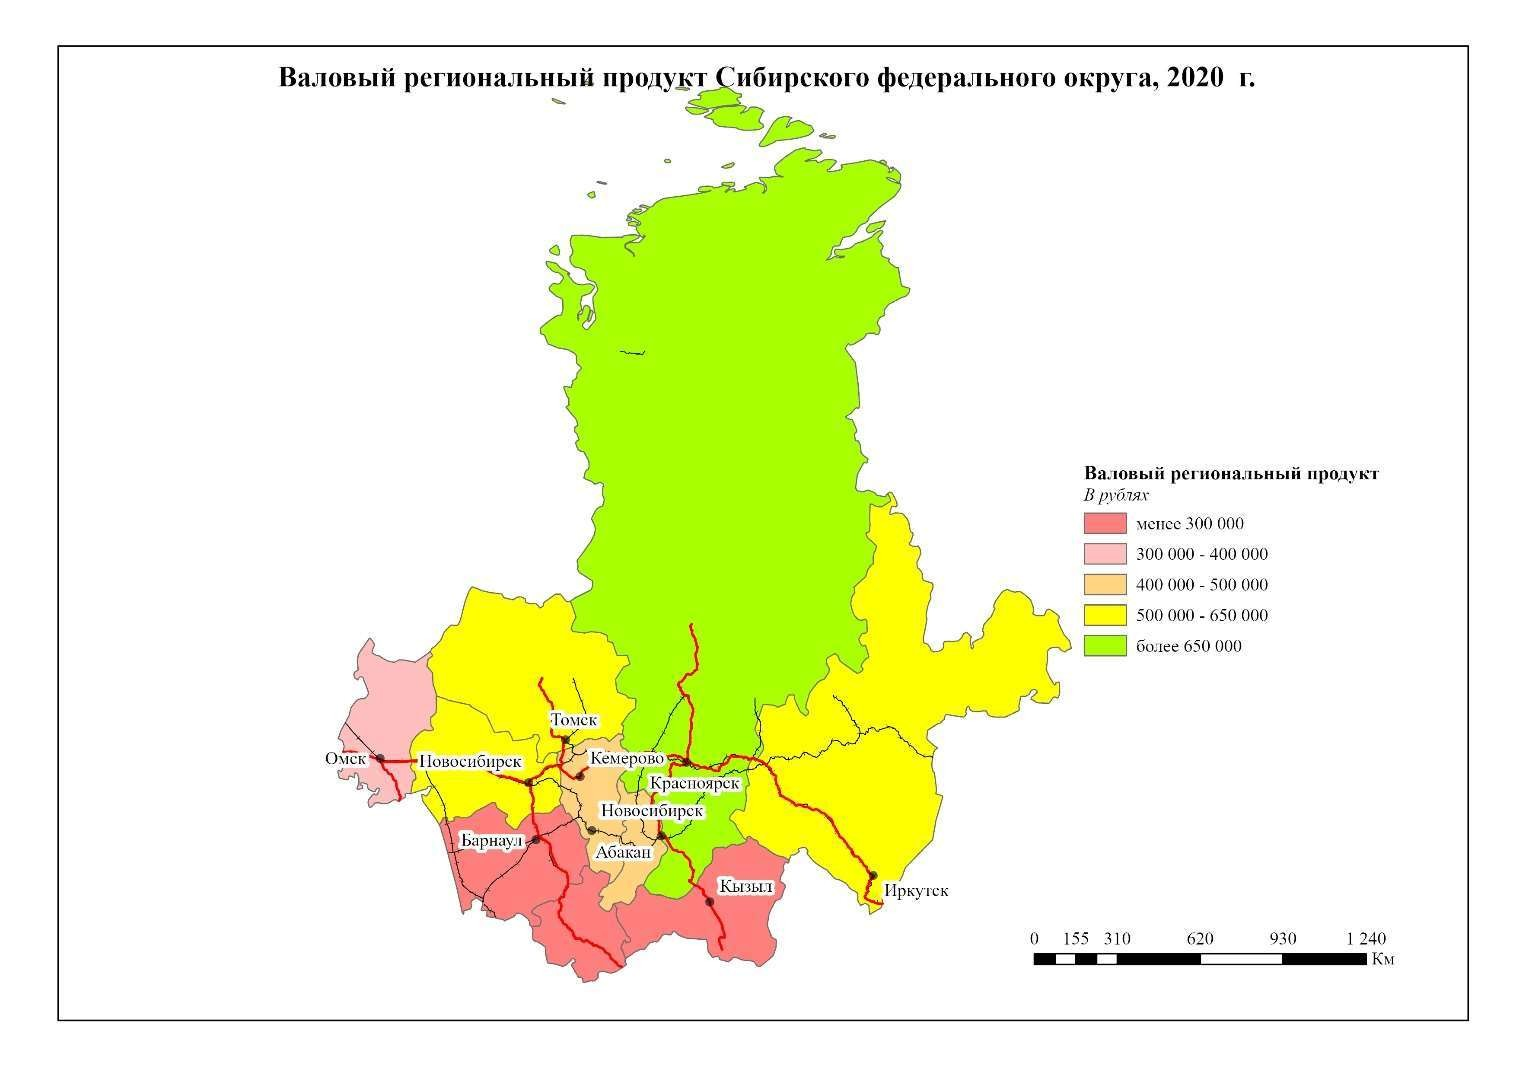 Валовый региональный продукт Сибирского федерального округа, 2020 г.
Валовый региональный продукт
В рублях
менее 300 000
300 000 - 400 000
400 000 - 500 000
500 000 - 650 000
более 650 000
Томск
Омск
Новосибирск
Кемерово
Красноярск
Новосибирск
Барнаул
Абакан
Кызыл
Иркутск
0 155 310 620 930 1 240
Км